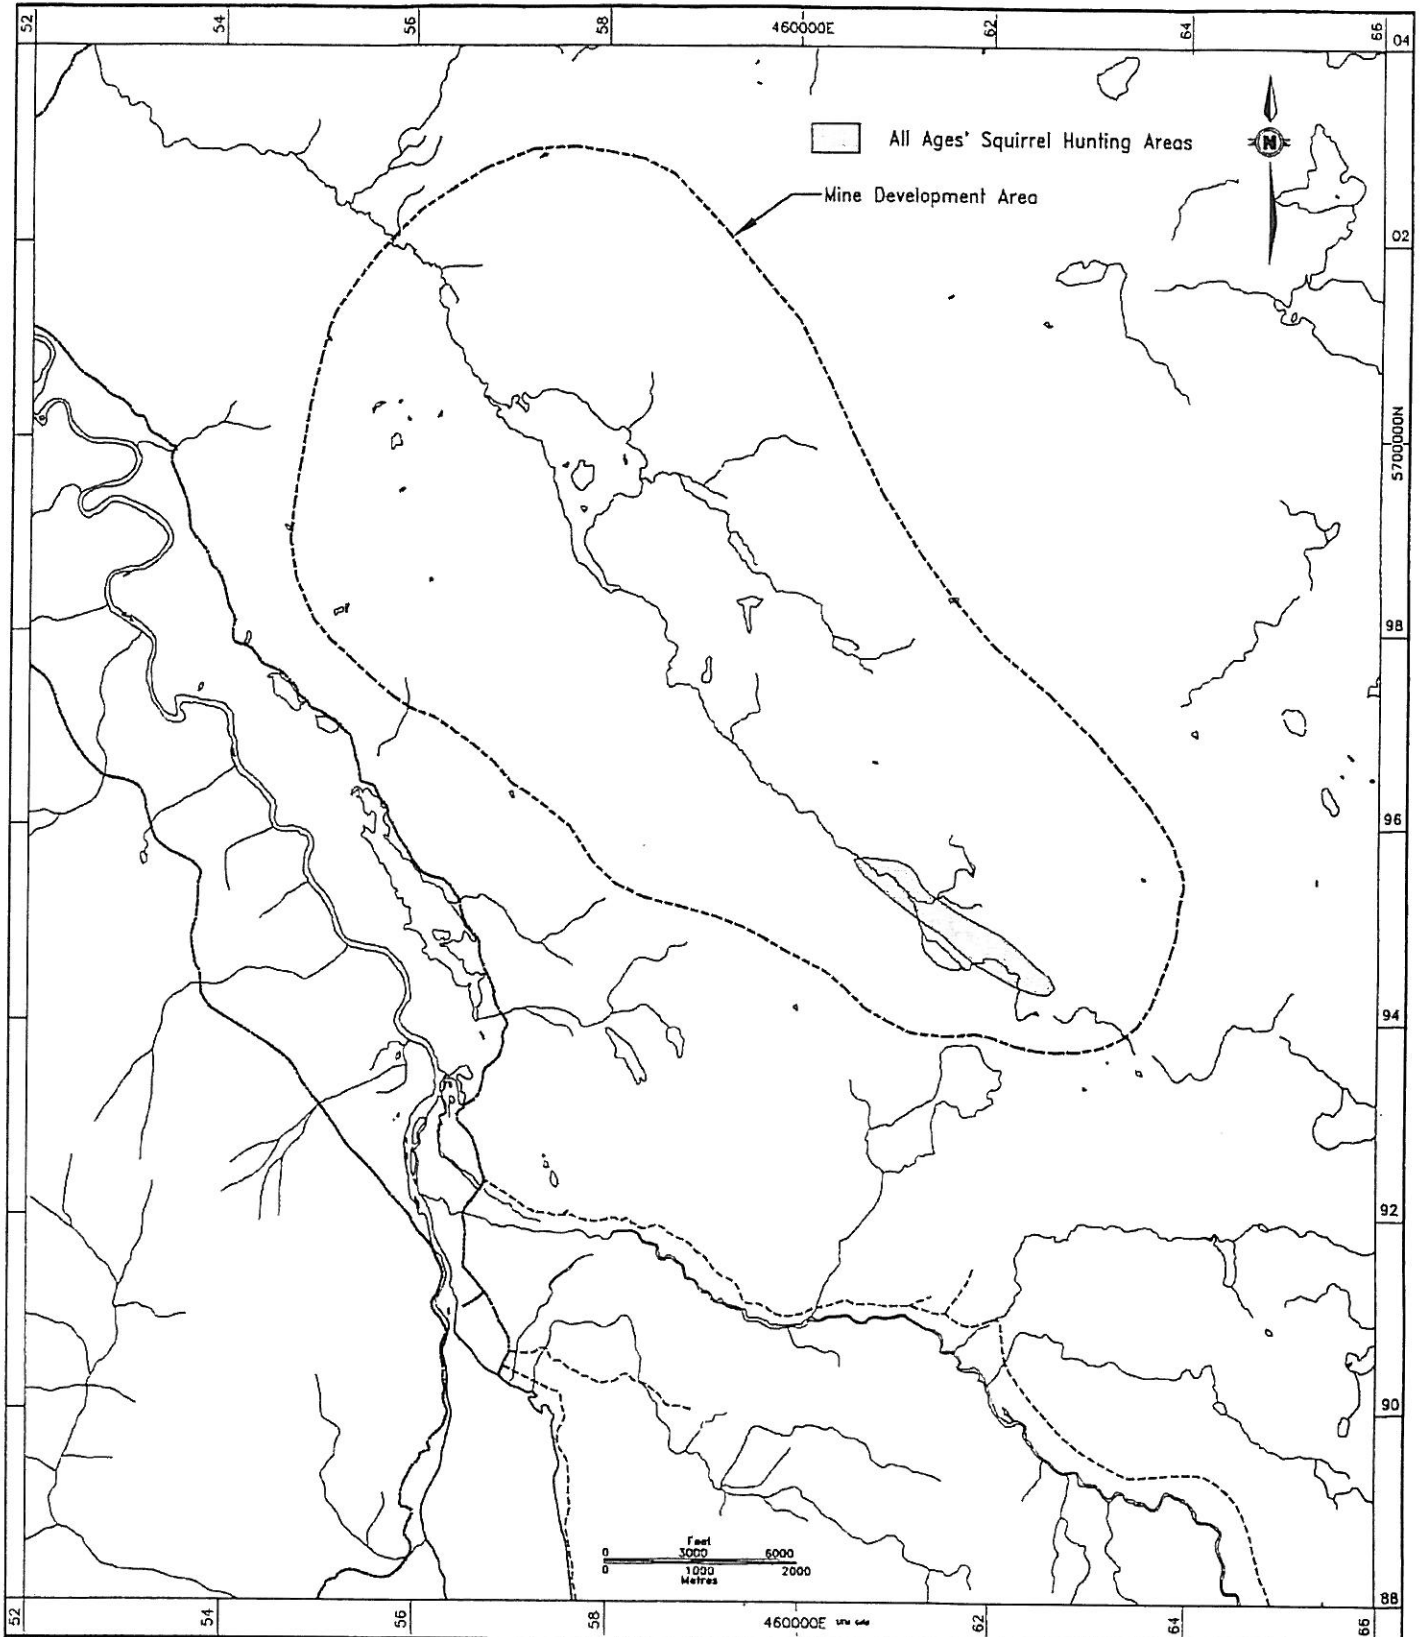 52 54 56 58 460000E 62 64 66
04
All Ages' Squirrel Hunting Areas
N
Mine Development Area
02
5700000N
98
96
94
92
90
88
Feet
0 3000 6000
0 1000 2000
Metres
52 54 56 58 460000E 62 64 66